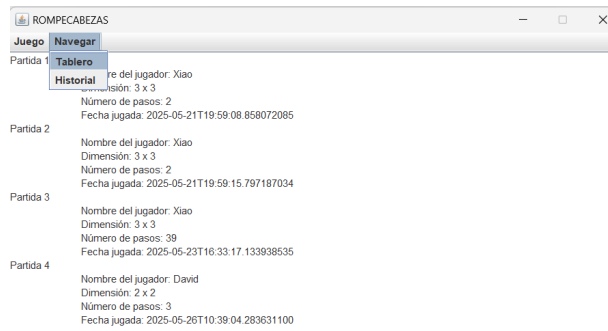 ROMPECABEZAS
Juego Navegar
Tablero
Historial
Partida 1
re del jugador: Xiao
Dimensión: 3 x 3
Número de pasos: 2
Fecha jugada: 2025-05-21T19:59:08.858072085
Partida 2
Nombre del jugador: Xiao
Dimensión: 3 x 3
Número de pasos: 2
Fecha jugada: 2025-05-21T19:59:15.797187034
Partida 3
Nombre del jugador: Xiao
Dimensión: 3 x 3
Número de pasos: 39
Fecha jugada: 2025-05-23T16:33:17.133938535
Partida 4
Nombre del jugador: David
Dimensión: 2 x 2
Número de pasos: 3
Fecha jugada: 2025-05-26T10:39:04.283631100